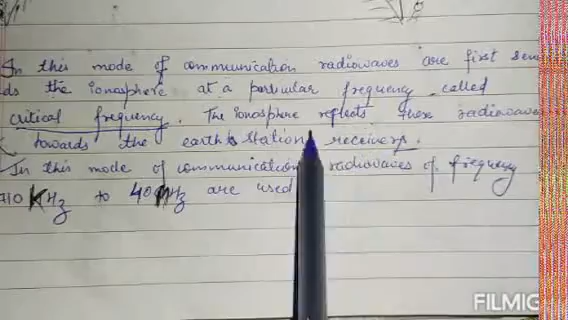 In this mode of communication radiowaves are first sen
ds the ionosphere at a particular frequency called
critical frequency. The ionosphere reflects these radiowave
towards the earth station receivers.
In this mode of communication radiowaves of frequency
710 KHz to 40MHz are used
FILMIG